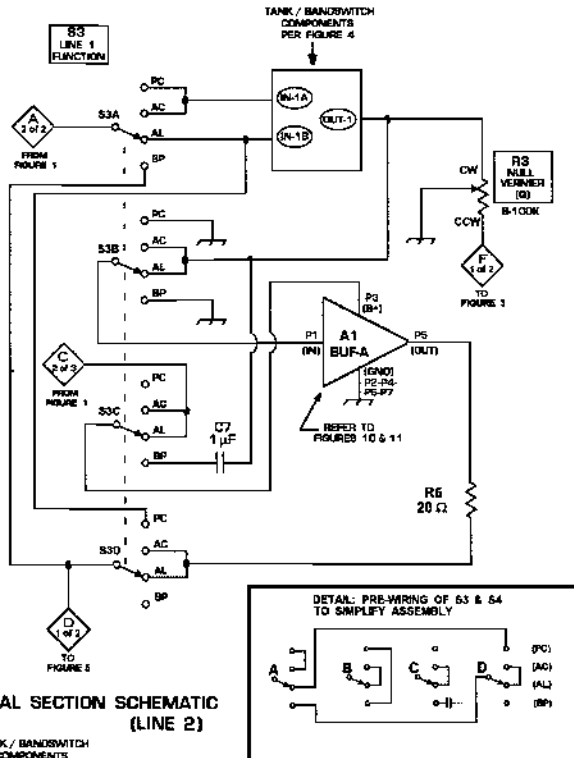 TANK / BANDSWITCH
COMPONENTS
PER FIGURE 4
S3
LINE 1
FUNCTION
PC
AC
AL
BP
S3A
A
2 of 2
FROM
FIGURE 1
IN-1A
IN-1B
OUT-1
R3
NULL
VERNIER
(Q)
B-100K
CW
CCW
F
1 of 2
TO
FIGURE 3
PC
AC
AL
BP
S3B
P3
(B+)
P1
(IN)
A1
BUF-A
P5
(OUT)
(GND)
P2-P4-
P6-P7
REFER TO
FIGURES 10 & 11
C
2 of 3
FROM
FIGURE 1
PC
AC
AL
BP
S3C
C7
1 µF
R6
20 Ω
PC
AC
AL
BP
S3D
D
1 of 2
TO
FIGURE 5
DETAIL: PRE-WIRING OF S3 & S4
TO SIMPLIFY ASSEMBLY
A
B
C
D
(PC)
(AC)
(AL)
(BP)
AL SECTION SCHEMATIC
(LINE 2)
K / BANDSWITCH
COMPONENTS